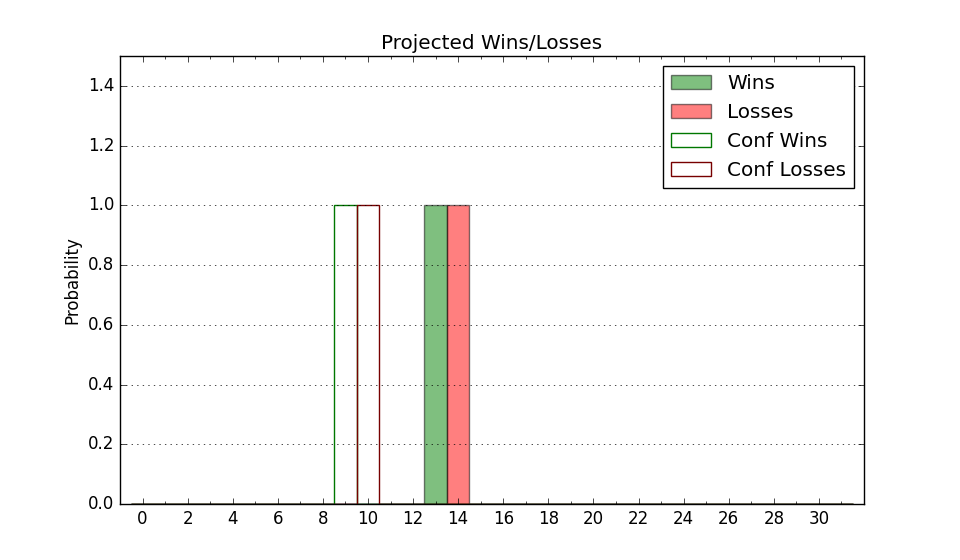 Projected Wins/Losses
1.4
1.2
1.0
0.8
0.6
0.4
0.2
0.0
Probability
Wins
Losses
Conf Wins
Conf Losses
0 2 4 6 8 10 12 14 16 18 20 22 24 26 28 30